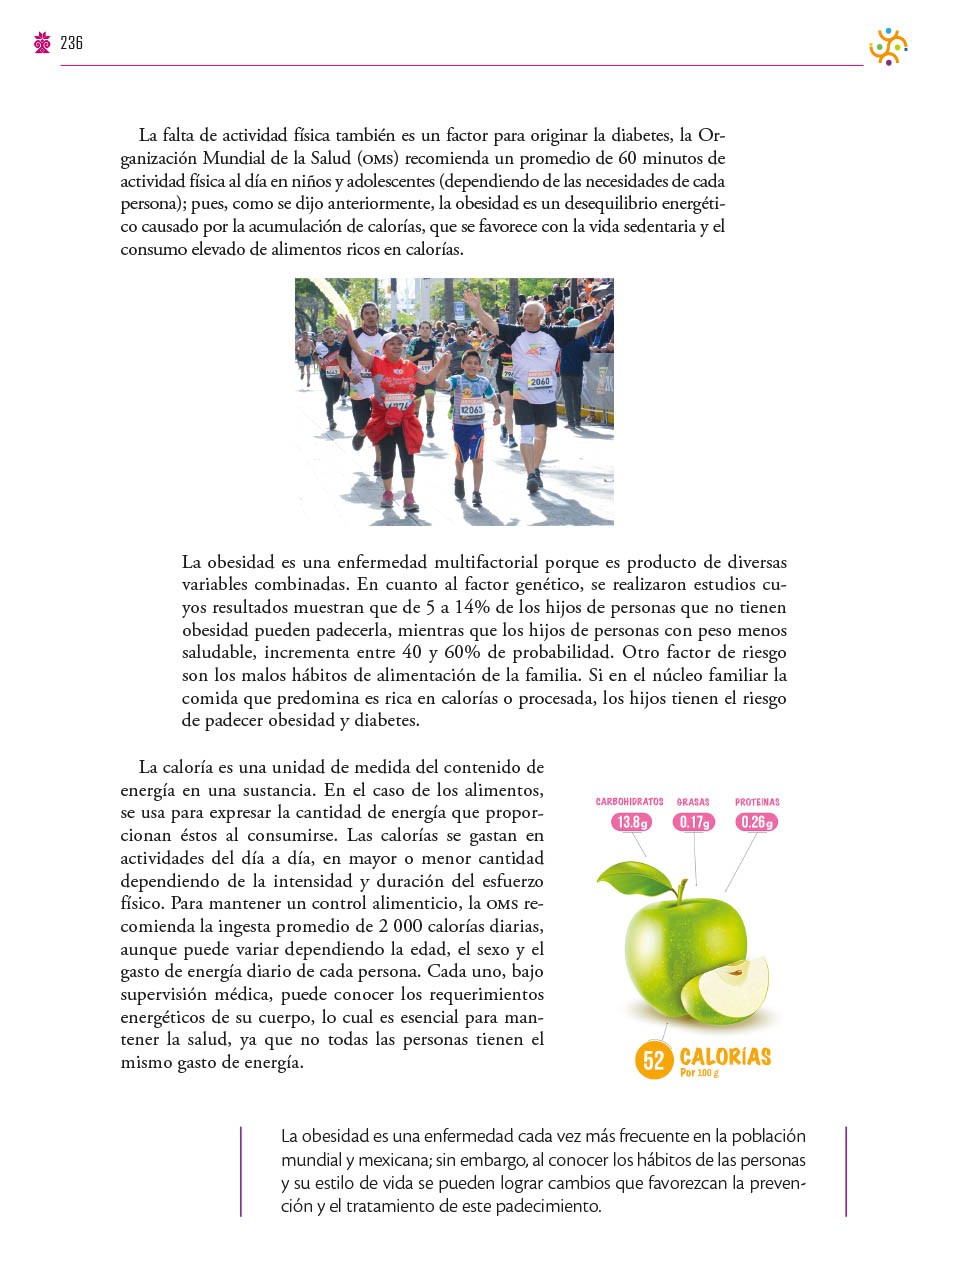 236
La falta de actividad física también es un factor para originar la diabetes, la Or-
ganización Mundial de la Salud (OMS) recomienda un promedio de 60 minutos de
actividad física al día en niños y adolescentes (dependiendo de las necesidades de cada
persona); pues, como se dijo anteriormente, la obesidad es un desequilibrio energéti-
co causado por la acumulación de calorías, que se favorece con la vida sedentaria y el
consumo elevado de alimentos ricos en calorías.
2060
12063
La obesidad es una enfermedad multifactorial porque es producto de diversas
variables combinadas. En cuanto al factor genético, se realizaron estudios cu-
yos resultados muestran que de 5 a 14% de los hijos de personas que no tienen
obesidad pueden padecerla, mientras que los hijos de personas con peso menos
saludable, incrementa entre 40 y 60% de probabilidad. Otro factor de riesgo
son los malos hábitos de alimentación de la familia. Si en el núcleo familiar la
comida que predomina es rica en calorías o procesada, los hijos tienen el riesgo
de padecer obesidad y diabetes.
La caloría es una unidad de medida del contenido de
energía en una sustancia. En el caso de los alimentos,
se usa para expresar la cantidad de energía que propor-
cionan éstos al consumirse. Las calorías se gastan en
actividades del día a día, en mayor o menor cantidad
dependiendo de la intensidad y duración del esfuerzo
físico. Para mantener un control alimenticio, la OMS re-
comienda la ingesta promedio de 2 000 calorías diarias,
aunque puede variar dependiendo la edad, el sexo y el
gasto de energía diario de cada persona. Cada uno, bajo
supervisión médica, puede conocer los requerimientos
energéticos de su cuerpo, lo cual es esencial para man-
tener la salud, ya que no todas las personas tienen el
mismo gasto de energía.
CARBOHIDRATOS GRASAS PROTEINAS
13.8g 0.17g 0.26g
52 CALORÍAS
Por 100 g
La obesidad es una enfermedad cada vez más frecuente en la población
mundial y mexicana; sin embargo, al conocer los hábitos de las personas
y su estilo de vida se pueden lograr cambios que favorezcan la preven-
ción y el tratamiento de este padecimiento.